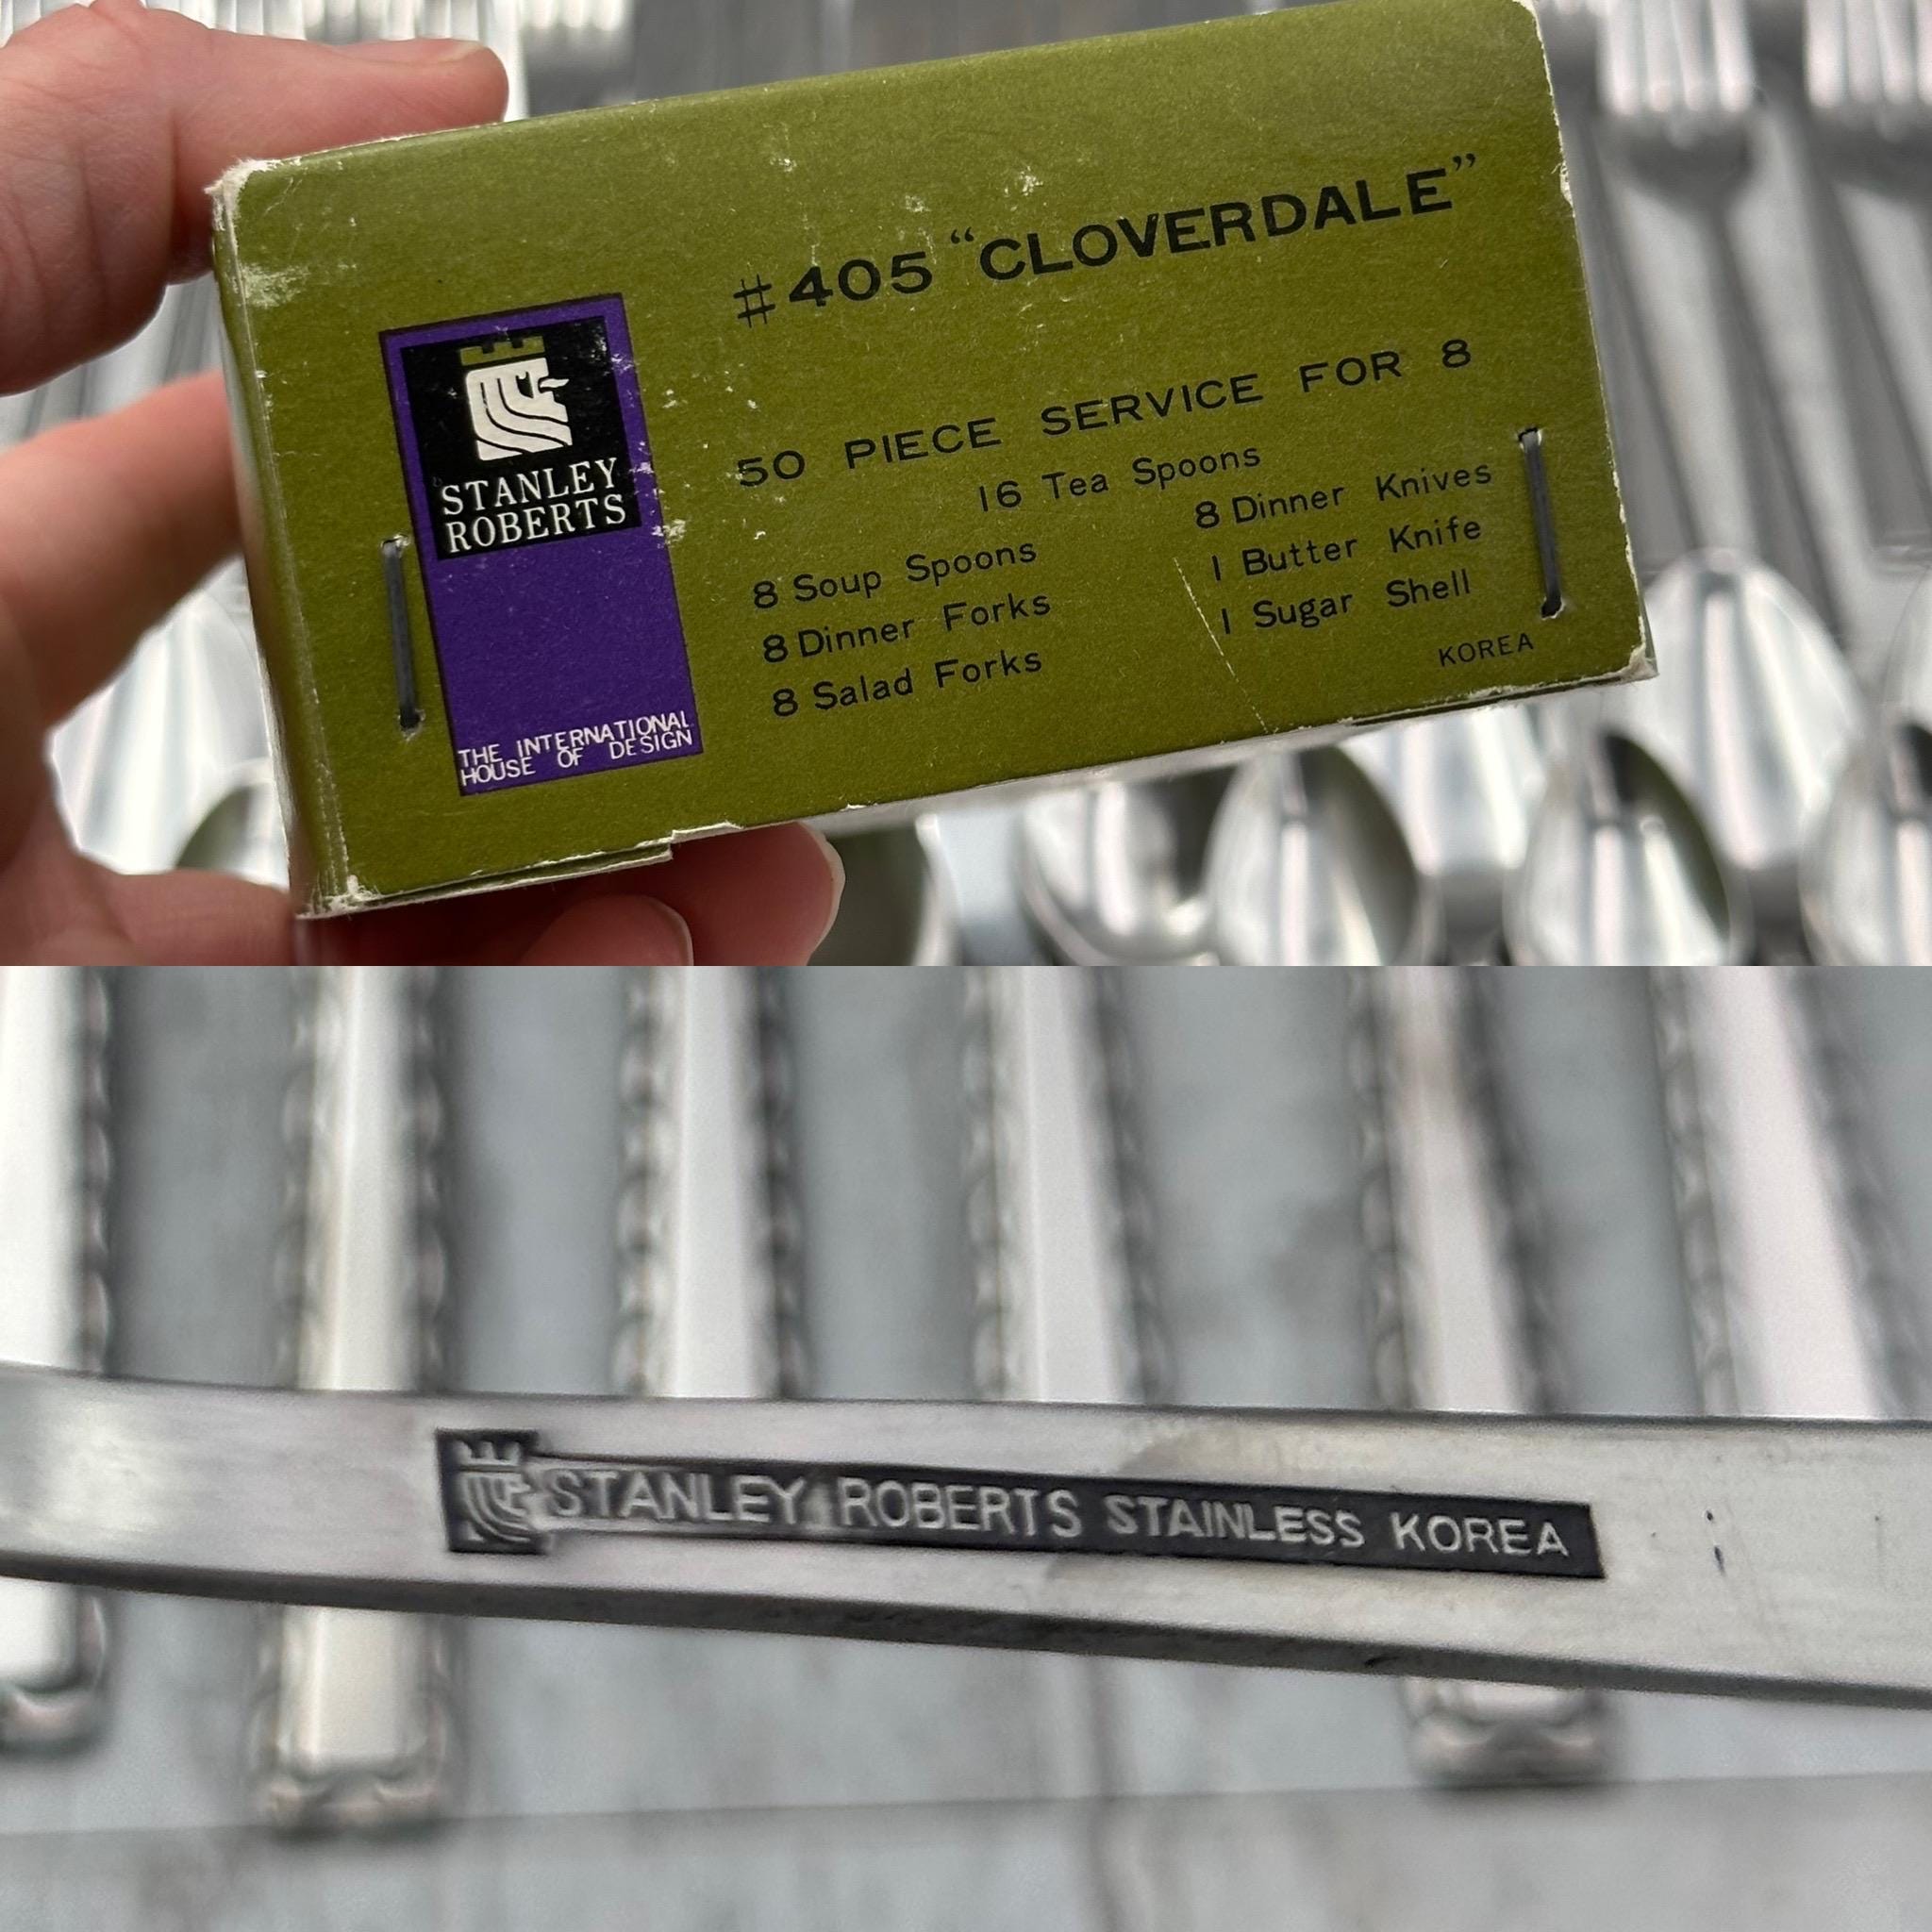 #405 “CLOVERDALE”
STANLEY
ROBERTS
50 PIECE SERVICE FOR 8
16 Tea Spoons
8 Soup Spoons
8 Dinner Forks
8 Salad Forks
8 Dinner Knives
1 Butter Knife
1 Sugar Shell
KOREA
THE INTERNATIONAL
HOUSE OF DESIGN
STANLEY ROBERTS STAINLESS KOREA